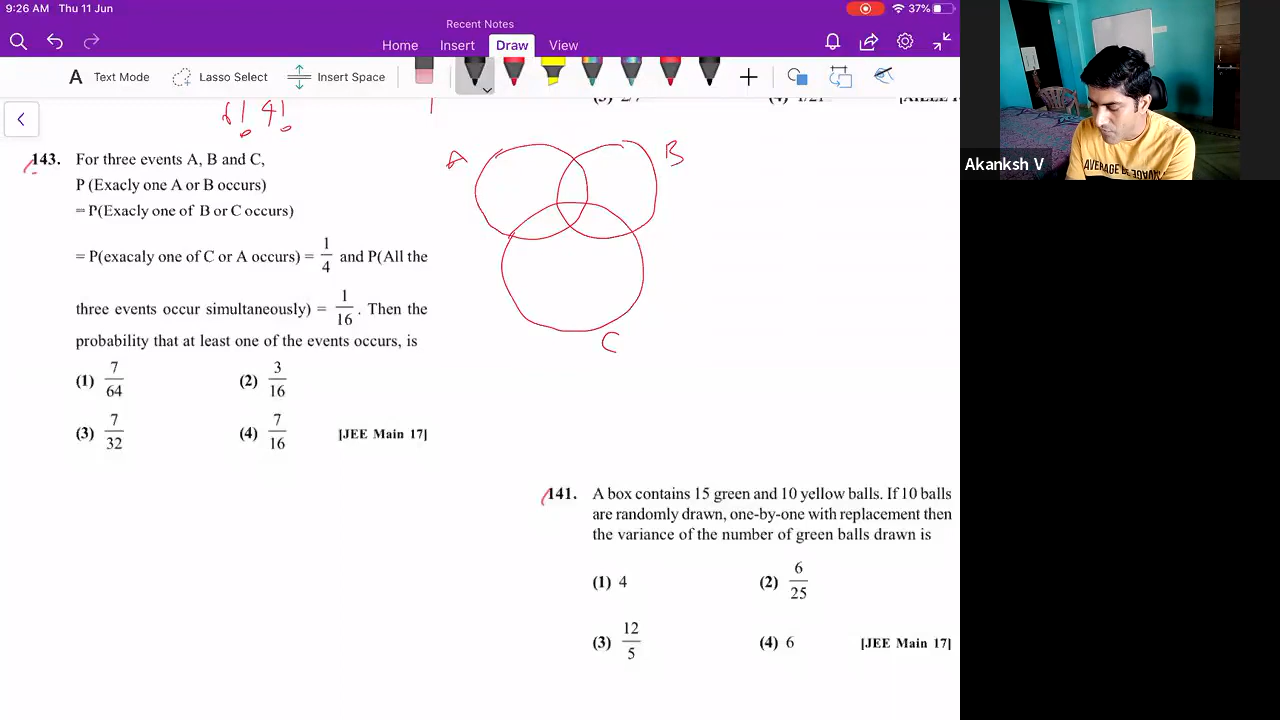 9:26 AM Thu 11 Jun
37%
Recent Notes
Home Insert Draw View
A Text Mode Lasso Select Insert Space
6! 4!
143. For three events A, B and C,
P (Exacly one A or B occurs)
= P(Exacly one of B or C occurs)
= P(exacaly one of C or A occurs) = 1/4 and P(All the
three events occur simultaneously) = 1/16 . Then the
probability that at least one of the events occurs, is
(1) 7/64 (2) 3/16
(3) 7/32 (4) 7/16 [JEE Main 17]
A
B
C
141. A box contains 15 green and 10 yellow balls. If 10 balls
are randomly drawn, one-by-one with replacement then
the variance of the number of green balls drawn is
(1) 4 (2) 6/25
(3) 12/5 (4) 6 [JEE Main 17]
Akanksh V